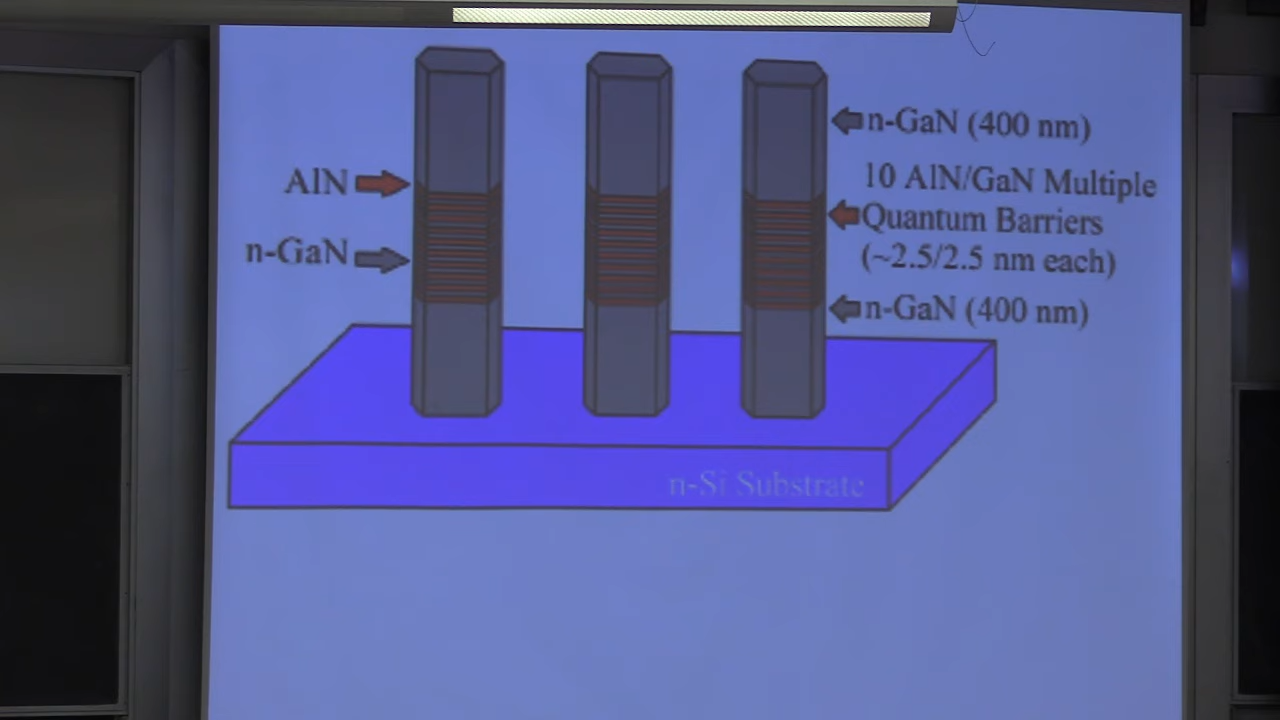 n-GaN (400 nm)
AlN
10 AlN/GaN Multiple
Quantum Barriers
(~2.5/2.5 nm each)
n-GaN
n-GaN (400 nm)
n-Si Substrate